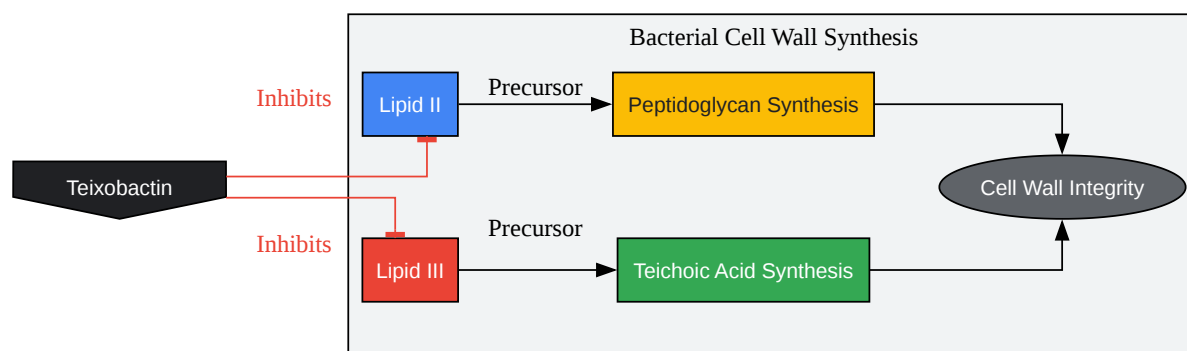 Bacterial Cell Wall Synthesis
Inhibits
Lipid II
Precursor
Peptidoglycan Synthesis
Teixobactin
Cell Wall Integrity
Inhibits
Lipid III
Precursor
Teichoic Acid Synthesis